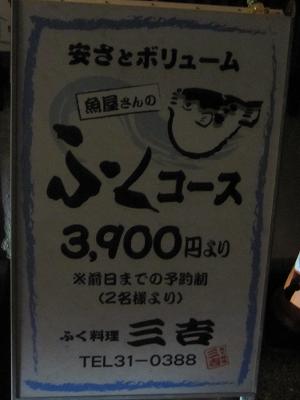 安さとボリューム
魚屋さんの
ふくコース
3,900円より
※前日までの予約制
(2名様より)
ふく料理 三吉
TEL31-0388